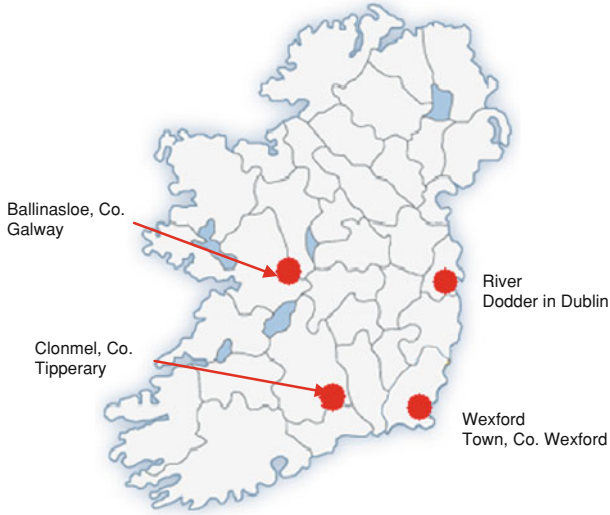 Ballinasloe, Co.
Galway
River
Dodder in Dublin
Clonmel, Co.
Tipperary
Wexford
Town, Co. Wexford